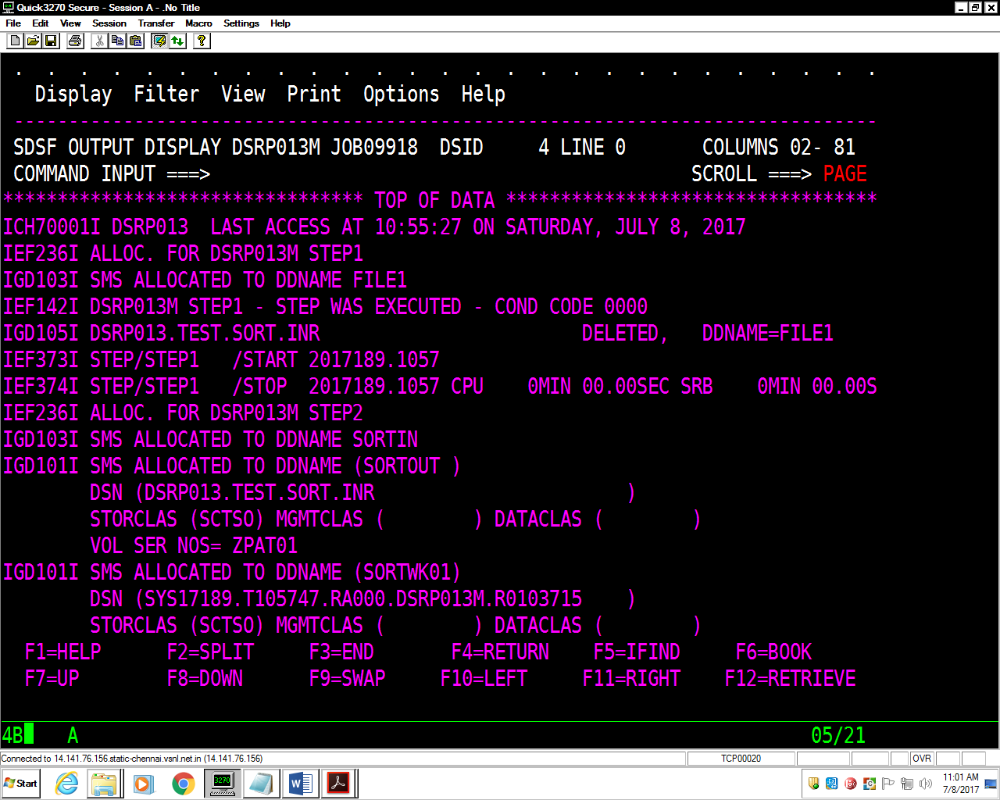 Quick3270 Secure - Session A - .No Title
File Edit View Session Transfer Macro Settings Help
. . . . . . . . . . . . . . . . . . . . . . . . . . .
Display Filter View Print Options Help
-------------------------------------------------------------------------------
SDSF OUTPUT DISPLAY DSRP013M JOB09918 DSID 4 LINE 0 COLUMNS 02- 81
COMMAND INPUT ===> SCROLL ===> PAGE
********************************* TOP OF DATA **********************************
ICH70001I DSRP013 LAST ACCESS AT 10:55:27 ON SATURDAY, JULY 8, 2017
IEF236I ALLOC. FOR DSRP013M STEP1
IGD103I SMS ALLOCATED TO DDNAME FILE1
IEF142I DSRP013M STEP1 - STEP WAS EXECUTED - COND CODE 0000
IGD105I DSRP013.TEST.SORT.INR DELETED, DDNAME=FILE1
IEF373I STEP/STEP1 /START 2017189.1057
IEF374I STEP/STEP1 /STOP 2017189.1057 CPU 0MIN 00.00SEC SRB 0MIN 00.00S
IEF236I ALLOC. FOR DSRP013M STEP2
IGD103I SMS ALLOCATED TO DDNAME SORTIN
IGD101I SMS ALLOCATED TO DDNAME (SORTOUT )
DSN (DSRP013.TEST.SORT.INR )
STORCLAS (SCTSO) MGMTCLAS ( ) DATACLAS ( )
VOL SER NOS= ZPAT01
IGD101I SMS ALLOCATED TO DDNAME (SORTWK01)
DSN (SYS17189.T105747.RA000.DSRP013M.R0103715 )
STORCLAS (SCTSO) MGMTCLAS ( ) DATACLAS ( )
F1=HELP F2=SPLIT F3=END F4=RETURN F5=IFIND F6=BOOK
F7=UP F8=DOWN F9=SWAP F10=LEFT F11=RIGHT F12=RETRIEVE
4B A 05/21
Connected to 14.141.76.156.static-chennai.vsnl.net.in (14.141.76.156) TCP00020 OVR
Start 3270 11:01 AM
7/8/2017